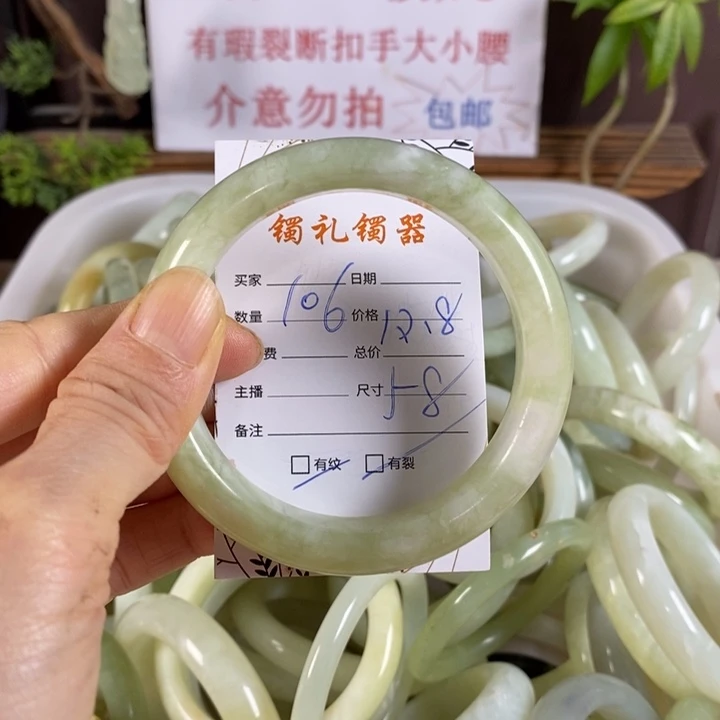 有瑕裂断扣手大小腰
介意勿拍 包邮
镯礼镯器
买家 日期
数量 106 价格 12.8
费 总价
主播 尺寸 58
备注
有纹 有裂